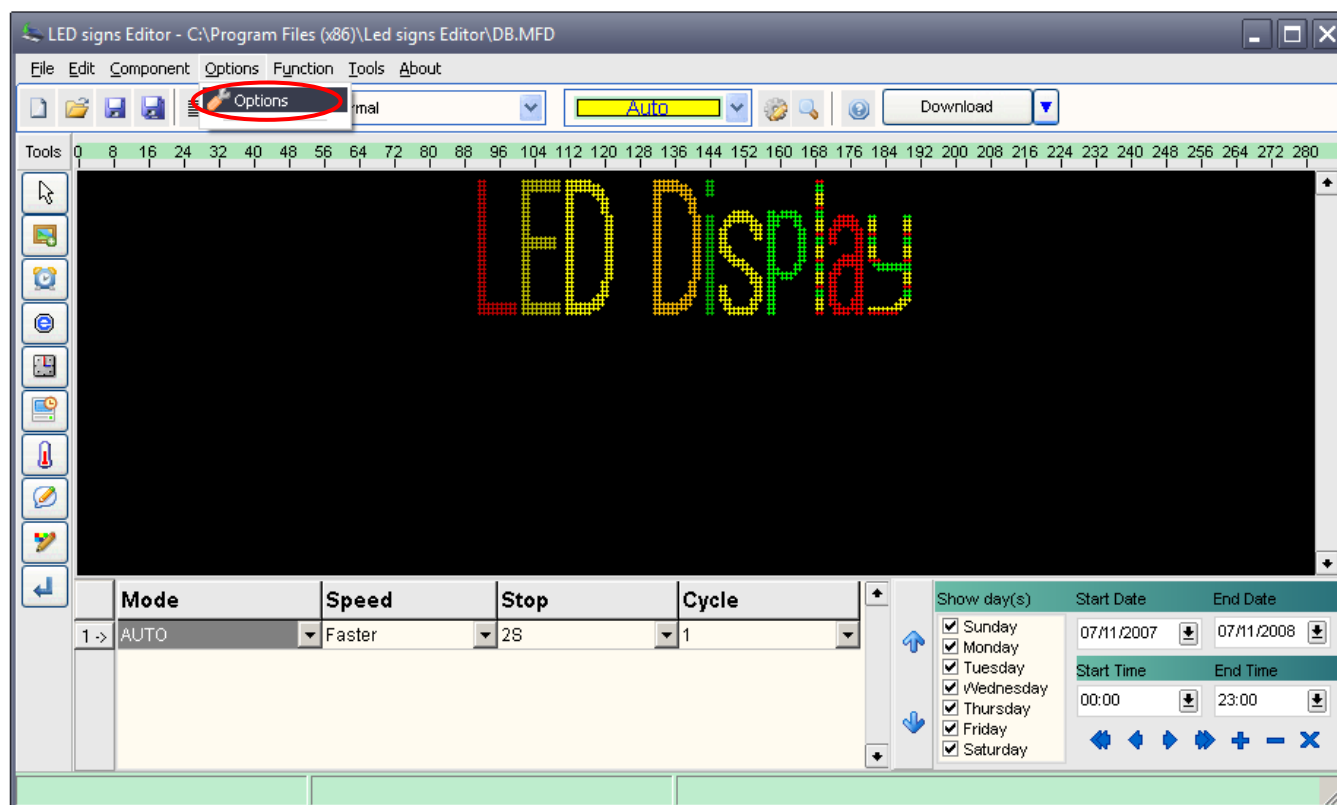 LED signs Editor - C:\Program Files (x86)\Led signs Editor\DB.MFD
File Edit Component Options Function Tools About
Options
rmal
Auto
Download
Tools 0 8 16 24 32 40 48 56 64 72 80 88 96 104 112 120 128 136 144 152 160 168 176 184 192 200 208 216 224 232 240 248 256 264 272 280
LED Display
Mode Speed Stop Cycle
1 -> AUTO Faster 2S 1
Show day(s) Start Date End Date
Sunday 07/11/2007 07/11/2008
Monday
Tuesday Start Time End Time
Wednesday
Thursday 00:00 23:00
Friday
Saturday